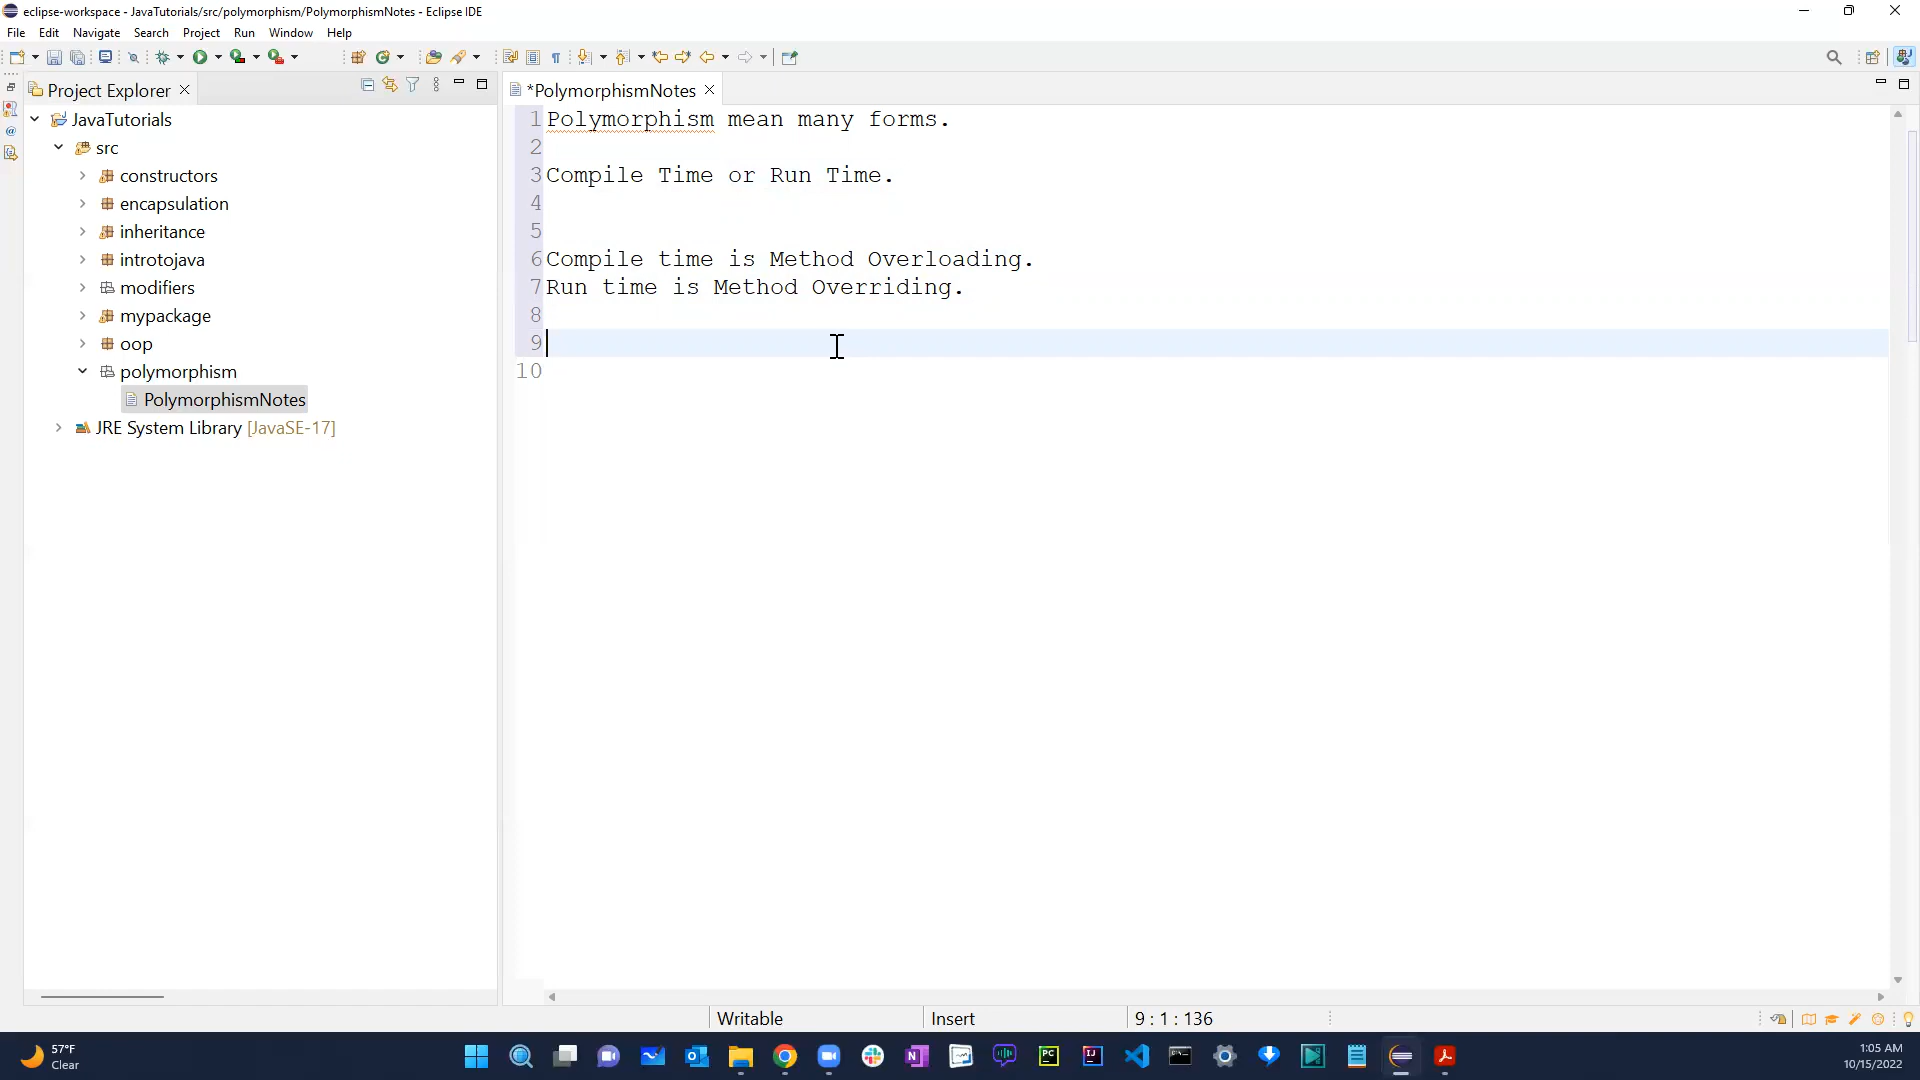 eclipse-workspace - JavaTutorials/src/polymorphism/PolymorphismNotes - Eclipse IDE
File Edit Navigate Search Project Run Window Help
Project Explorer
*PolymorphismNotes
JavaTutorials
src
constructors
encapsulation
inheritance
introtojava
modifiers
mypackage
oop
polymorphism
PolymorphismNotes
JRE System Library [JavaSE-17]
1 Polymorphism mean many forms.
2
3 Compile Time or Run Time.
4
5
6 Compile time is Method Overloading.
7 Run time is Method Overriding.
8
9
10
Writable Insert 9 : 1 : 136
57°F
Clear
1:05 AM
10/15/2022